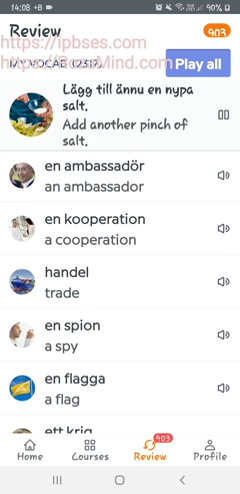 14:08 +B
90%
Review
903
https://ipbses.com
MY VOCAB (2317)
Play all
Lägg till ännu en nypa
salt.
Add another pinch of
salt.
en ambassadör
an ambassador
en kooperation
a cooperation
handel
trade
en spion
a spy
en flagga
a flag
ett krig
903
Home Courses Review Profile